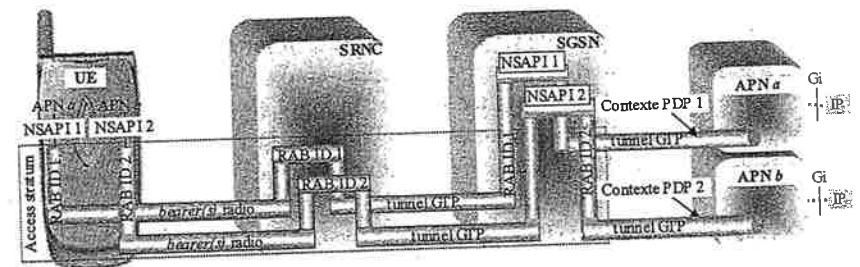 SRNC
SGSN
UE
APN a
APN
NSAPI 1
NSAPI 2
RAB ID 1
RAB ID 2
Access stratum
bearer(s) radio
bearer(s) radio
RAB ID 1
RAB ID 2
tunnel GTP
tunnel GTP
NSAPI 1
NSAPI 2
RAB ID 1
RAB ID 2
Contexte PDP 1
tunnel GTP
APN a
Gi
IP
Contexte PDP 2
tunnel GTP
APN b
Gi
IP